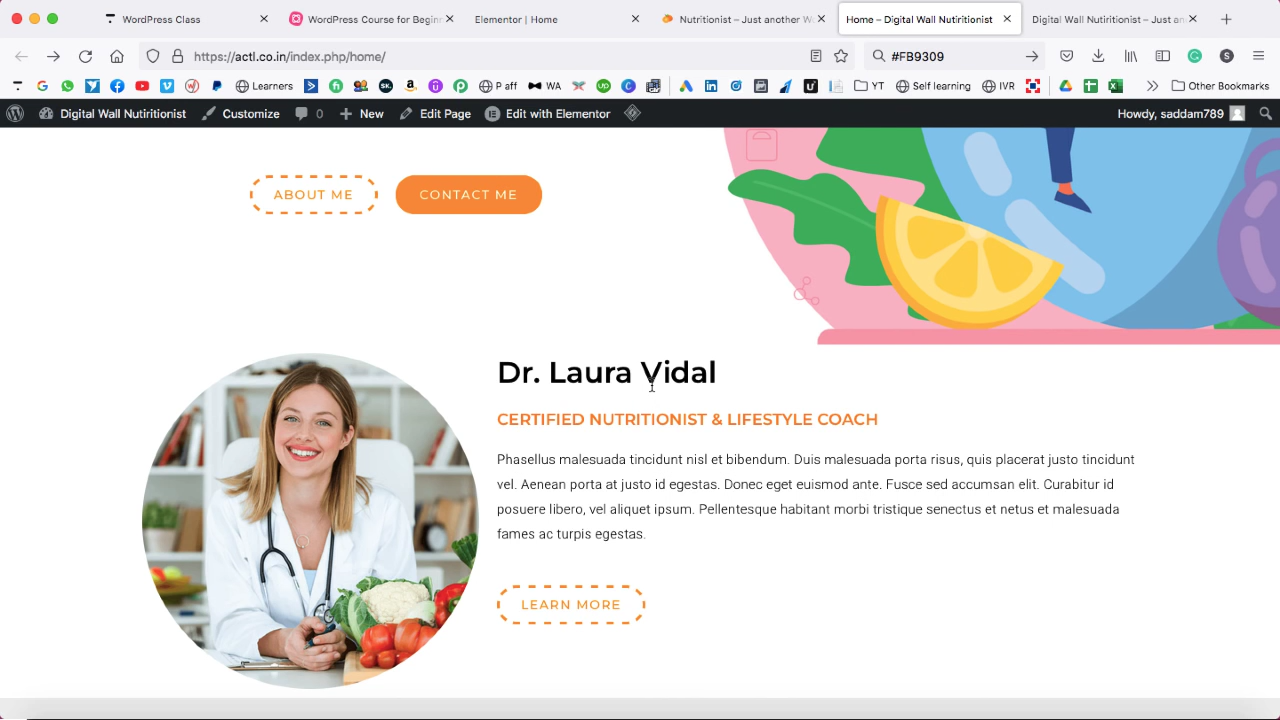 WordPress Class
WordPress Course for Beginn
Elementor | Home
Nutritionist – Just another W
Home – Digital Wall Nutiritionist
Digital Wall Nutiritionist – Just an
https://actl.co.in/index.php/home/
#FB9309
Learners
P aff
WA
YT
Self learning
IVR
Other Bookmarks
Digital Wall Nutiritionist
Customize
0
New
Edit Page
Edit with Elementor
Howdy, saddam789
ABOUT ME
CONTACT ME
Dr. Laura Vidal
CERTIFIED NUTRITIONIST & LIFESTYLE COACH
Phasellus malesuada tincidunt nisl et bibendum. Duis malesuada porta risus, quis placerat justo tincidunt
vel. Aenean porta at justo id egestas. Donec eget euismod ante. Fusce sed accumsan elit. Curabitur id
posuere libero, vel aliquet ipsum. Pellentesque habitant morbi tristique senectus et netus et malesuada
fames ac turpis egestas.
LEARN MORE